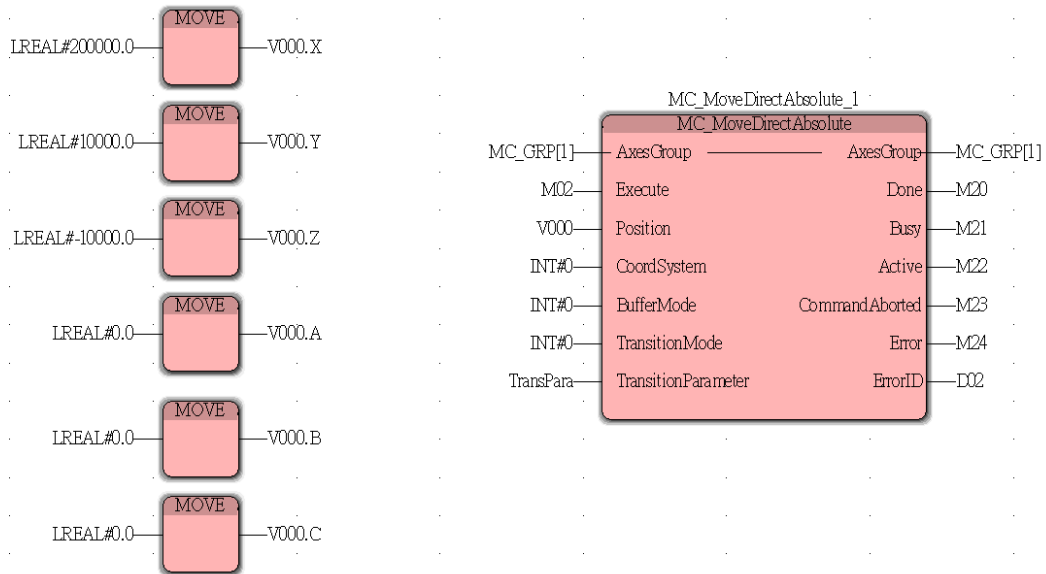 MOVE
LREAL#200000.0 V000.X
MOVE
LREAL#10000.0 V000.Y
MOVE
LREAL#-10000.0 V000.Z
MOVE
LREAL#0.0 V000.A
MOVE
LREAL#0.0 V000.B
MOVE
LREAL#0.0 V000.C
MC_MoveDirectAbsolute_1
MC_MoveDirectAbsolute
MC_GRP[1] AxesGroup AxesGroup MC_GRP[1]
M02 Execute Done M20
V000 Position Busy M21
INT#0 CoordSystem Active M22
INT#0 BufferMode CommandAborted M23
INT#0 TransitionMode Error M24
TransPara TransitionParameter ErrorID D02